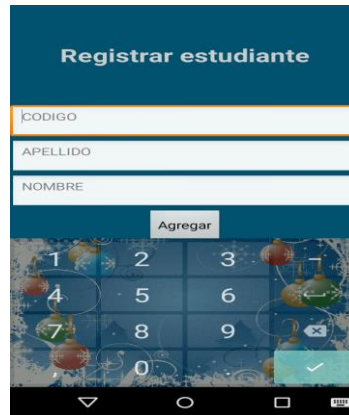 Registrar estudiante
CODIGO
APELLIDO
NOMBRE
Agregar
1 2 3 -
4 5 6
7 8 9
, 0 .